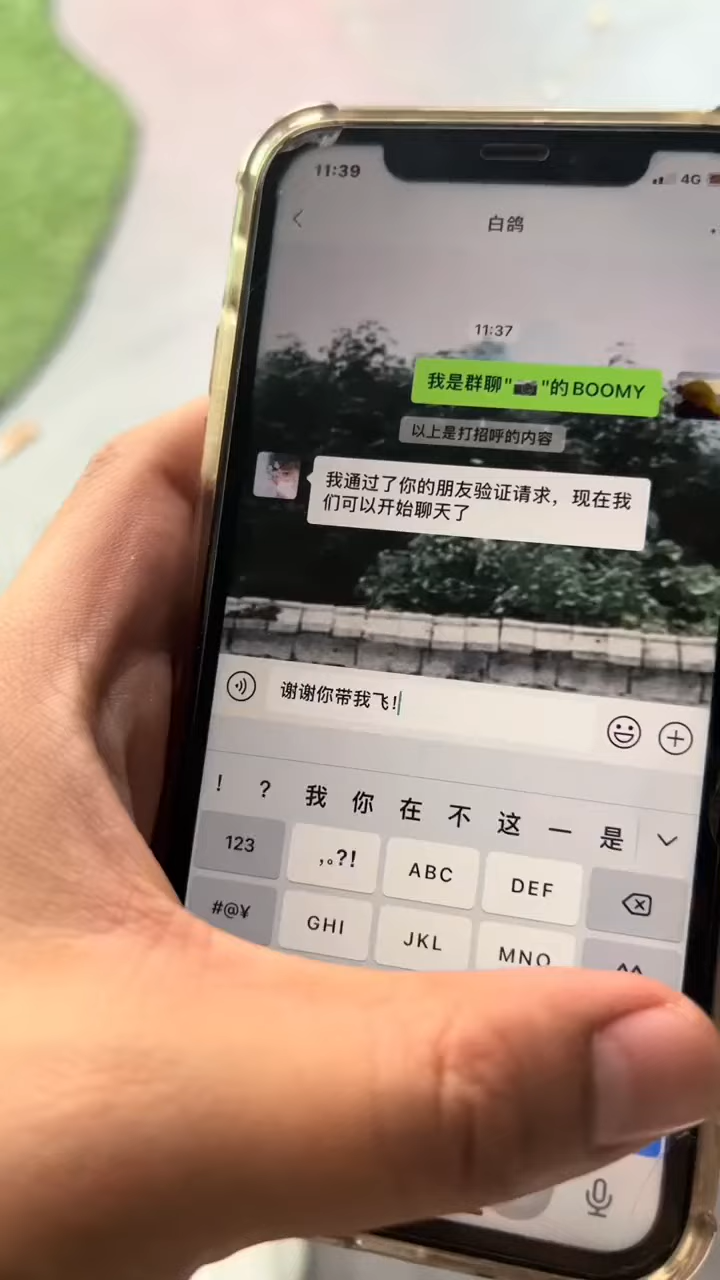 11:39
4G
白鸽
11:37
我是群聊"📷"的BOOMY
以上是打招呼的内容
我通过了你的朋友验证请求，现在我
们可以开始聊天了
谢谢你带我飞!
! ? 我 你 在 不 这 一 是
123 ,。?! ABC DEF
#@¥ GHI JKL MNO
^^